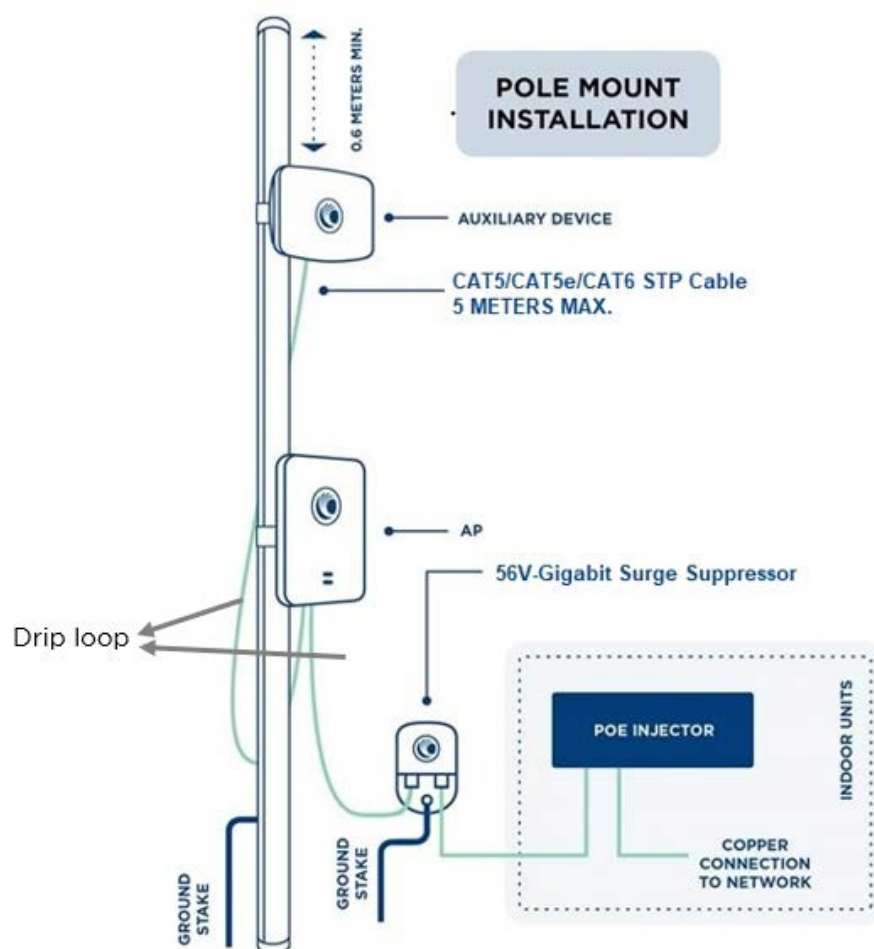 0.6 METERS MIN.
POLE MOUNT
INSTALLATION
AUXILIARY DEVICE
CAT5/CAT5e/CAT6 STP Cable
5 METERS MAX.
AP
56V-Gigabit Surge Suppressor
Drip loop
POE INJECTOR
INDOOR UNITS
COPPER
CONNECTION
TO NETWORK
GROUND
STAKE
GROUND
STAKE